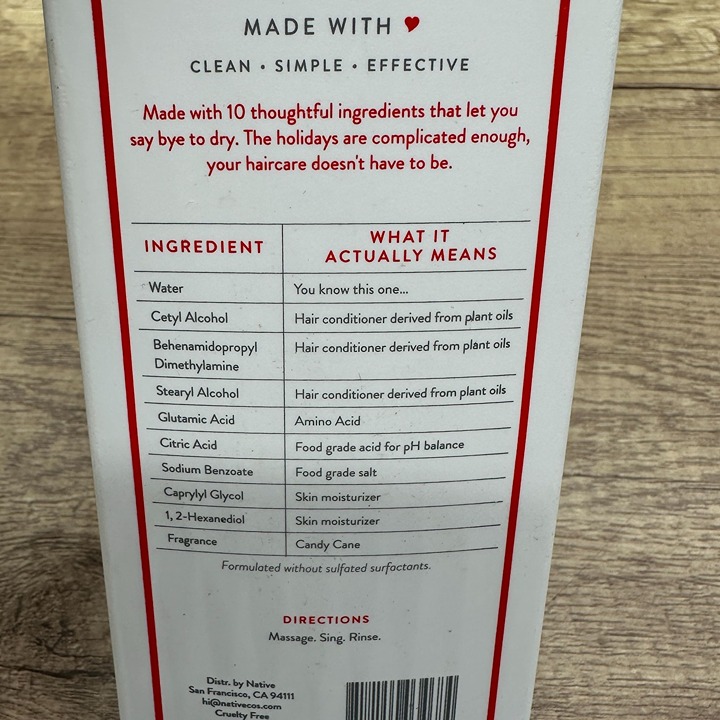 MADE WITH ♥
CLEAN • SIMPLE • EFFECTIVE
Made with 10 thoughtful ingredients that let you
say bye to dry. The holidays are complicated enough,
your haircare doesn't have to be.
INGREDIENT
WHAT IT
ACTUALLY MEANS
Water
You know this one...
Cetyl Alcohol
Hair conditioner derived from plant oils
Behenamidopropyl
Dimethylamine
Hair conditioner derived from plant oils
Stearyl Alcohol
Hair conditioner derived from plant oils
Glutamic Acid
Amino Acid
Citric Acid
Food grade acid for pH balance
Sodium Benzoate
Food grade salt
Caprylyl Glycol
Skin moisturizer
1, 2-Hexanediol
Skin moisturizer
Fragrance
Candy Cane
Formulated without sulfated surfactants.
DIRECTIONS
Massage. Sing. Rinse.
Distr. by Native
San Francisco, CA 94111
hi@nativecos.com
Cruelty Free